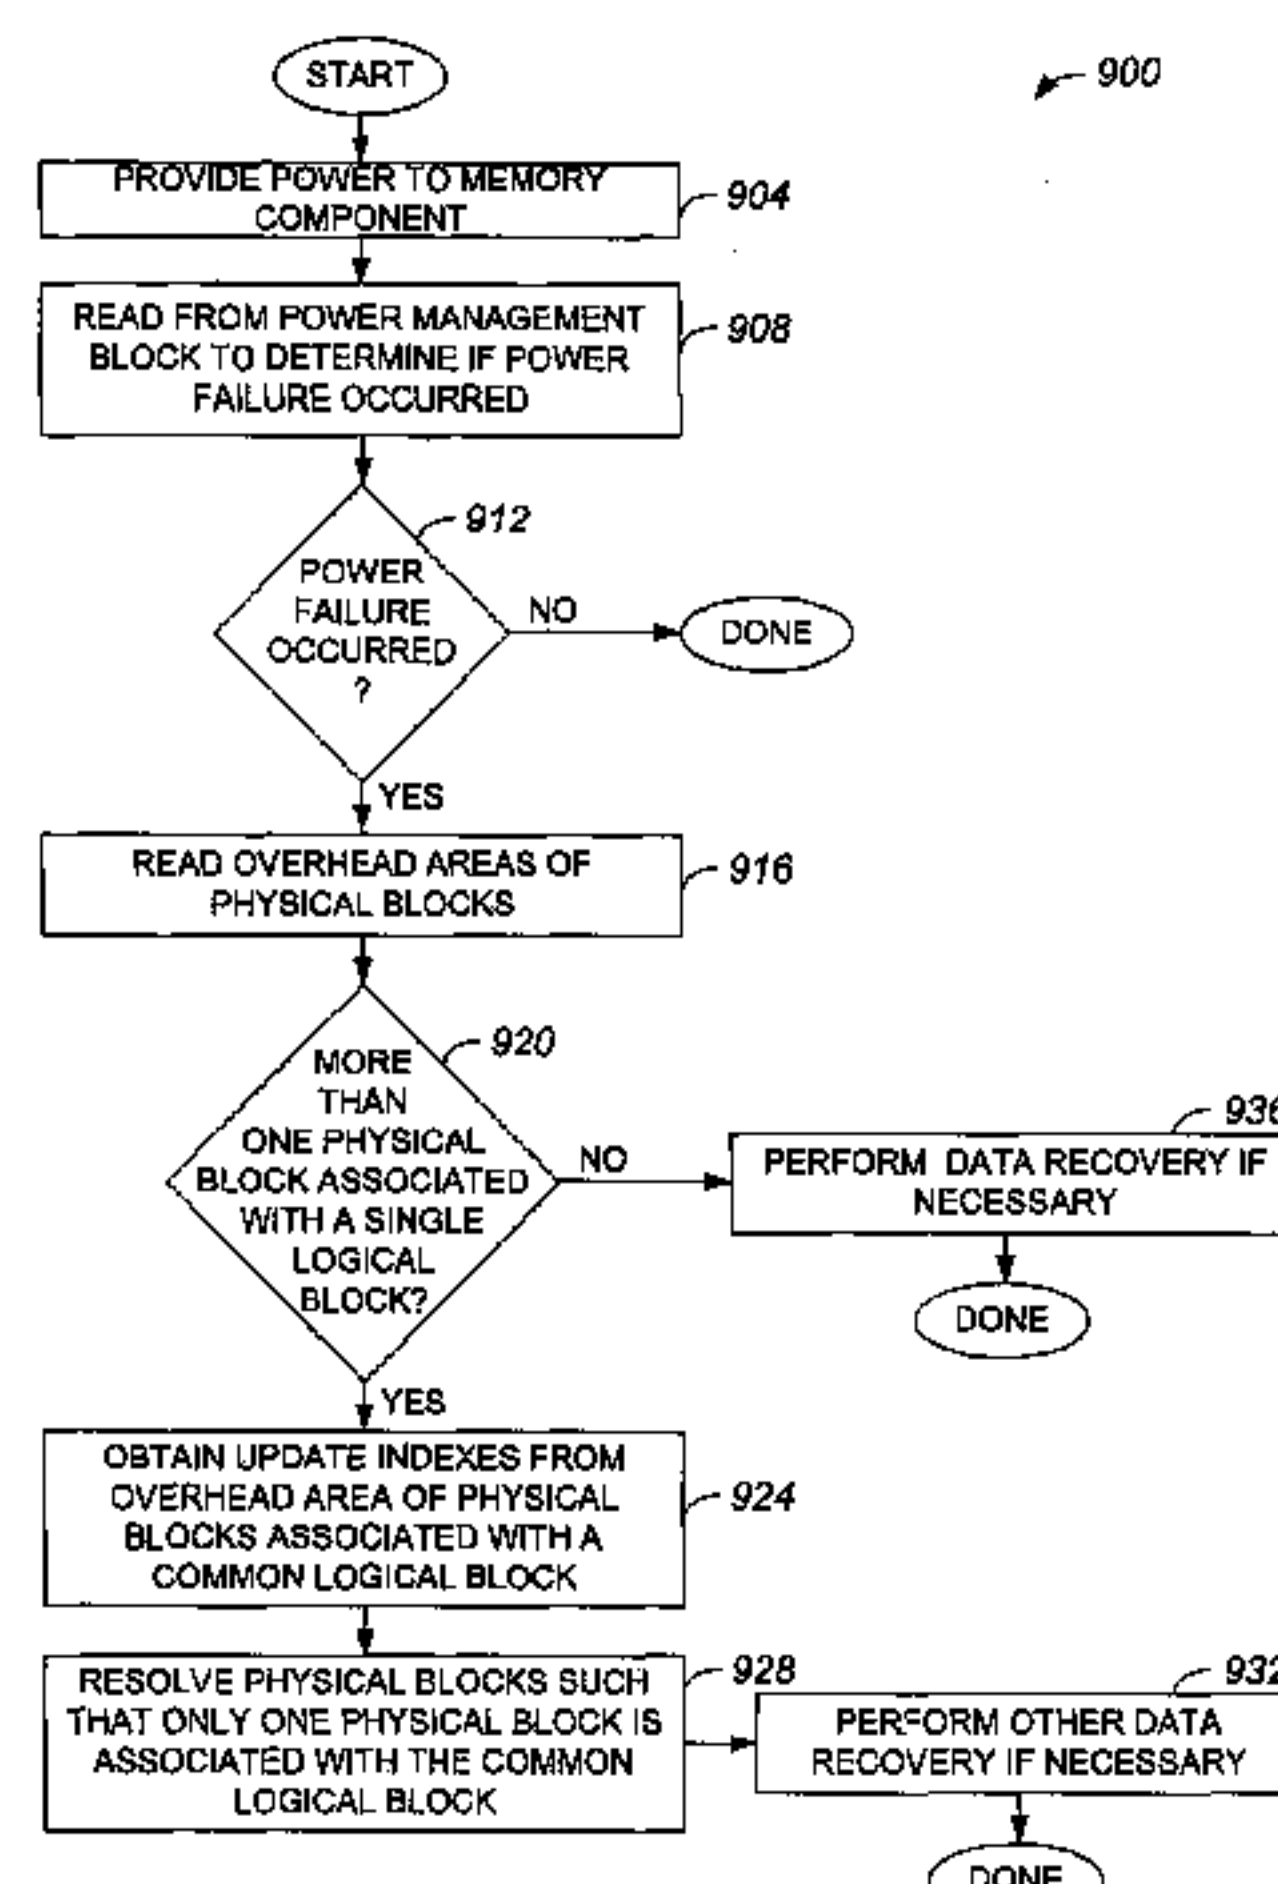 START
900
PROVIDE POWER TO MEMORY
COMPONENT
904
READ FROM POWER MANAGEMENT
BLOCK TO DETERMINE IF POWER
FAILURE OCCURRED
908
912
POWER
FAILURE
OCCURRED
?
NO
DONE
YES
READ OVERHEAD AREAS OF
PHYSICAL BLOCKS
916
920
MORE
THAN
ONE PHYSICAL
BLOCK ASSOCIATED
WITH A SINGLE
LOGICAL
BLOCK?
NO
936
PERFORM DATA RECOVERY IF
NECESSARY
DONE
YES
OBTAIN UPDATE INDEXES FROM
OVERHEAD AREA OF PHYSICAL
BLOCKS ASSOCIATED WITH A
COMMON LOGICAL BLOCK
924
RESOLVE PHYSICAL BLOCKS SUCH
THAT ONLY ONE PHYSICAL BLOCK IS
ASSOCIATED WITH THE COMMON
LOGICAL BLOCK
928
932
PERFORM OTHER DATA
RECOVERY IF NECESSARY
DONE